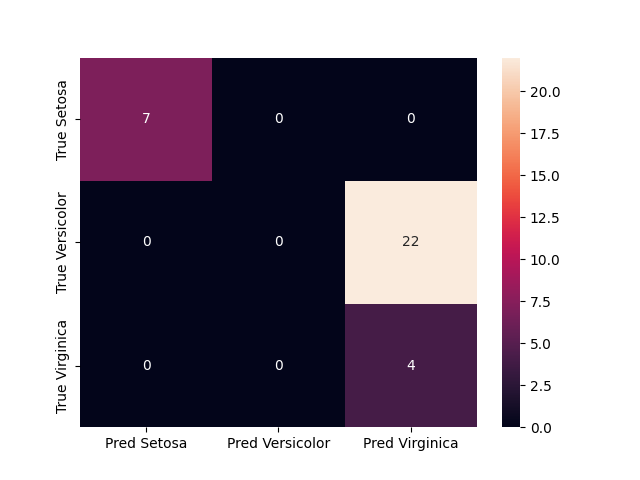 True Setosa
7 0 0
True Versicolor
0 0 22
True Virginica
0 0 4
Pred Setosa Pred Versicolor Pred Virginica
20.0
17.5
15.0
12.5
10.0
7.5
5.0
2.5
0.0